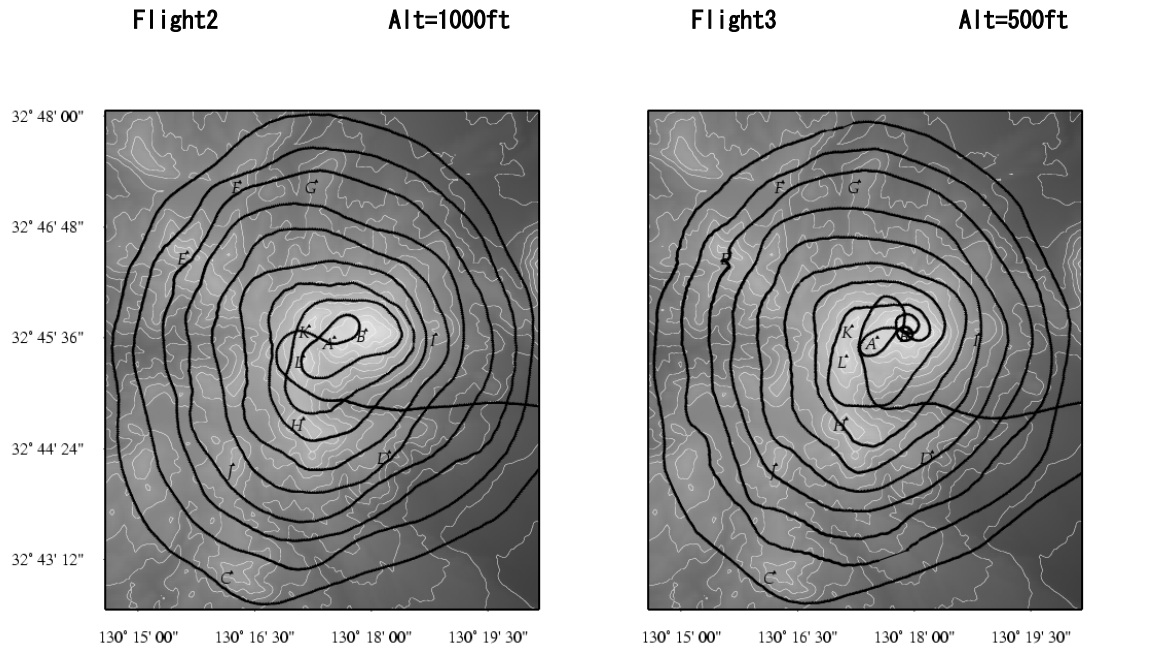 Flight2 Alt=1000ft Flight3 Alt=500ft
32° 48' 00"
F G F G
32° 46' 48"
E
32° 45' 36"
K A B I K A B I
L L
H H
32° 44' 24"
D D
J J
32° 43' 12"
C C
130° 15' 00" 130° 16' 30" 130° 18' 00" 130° 19' 30" 130° 15' 00" 130° 16' 30" 130° 18' 00" 130° 19' 30"